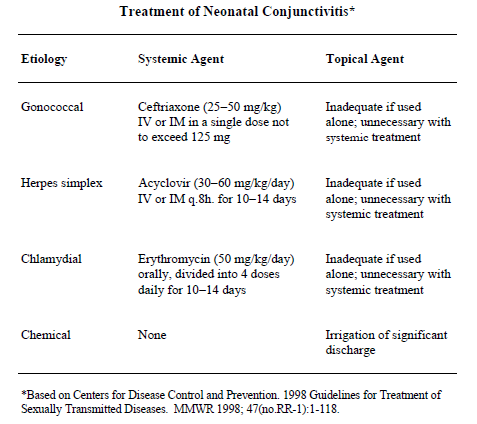 Treatment of Neonatal Conjunctivitis*
Etiology Systemic Agent Topical Agent
Gonococcal Ceftriaxone (25–50 mg/kg) Inadequate if used
IV or IM in a single dose not alone; unnecessary with
to exceed 125 mg systemic treatment
Herpes simplex Acyclovir (30–60 mg/kg/day) Inadequate if used
IV or IM q.8h. for 10–14 days alone; unnecessary with
systemic treatment
Chlamydial Erythromycin (50 mg/kg/day) Inadequate if used
orally, divided into 4 doses alone; unnecessary with
daily for 10–14 days systemic treatment
Chemical None Irrigation of significant
discharge
*Based on Centers for Disease Control and Prevention. 1998 Guidelines for Treatment of
Sexually Transmitted Diseases. MMWR 1998; 47(no.RR-1):1-118.